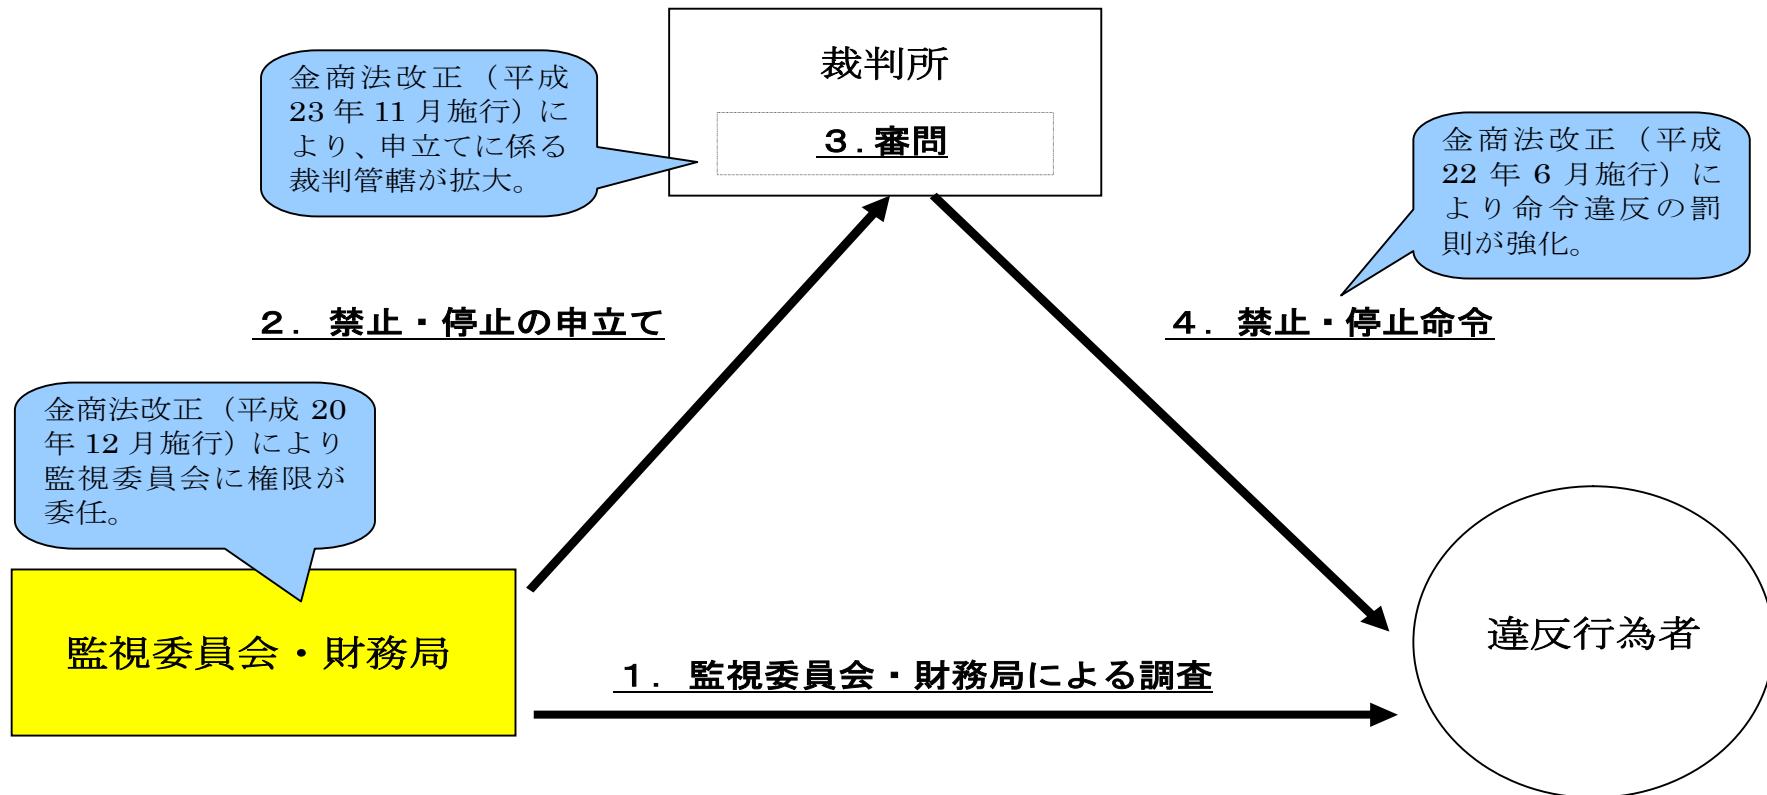 裁判所
３．審問
金商法改正（平成
23 年 11 月施行）に
より、申立てに係る
裁判管轄が拡大。
金商法改正（平成
22 年 6 月施行）に
より命令違反の罰
則が強化。
２． 禁止・停止の申立て
４． 禁止・停止命令
金商法改正（平成 20
年 12 月施行）により
監視委員会に権限が
委任。
監視委員会・財務局
１． 監視委員会・財務局による調査
違反行為者